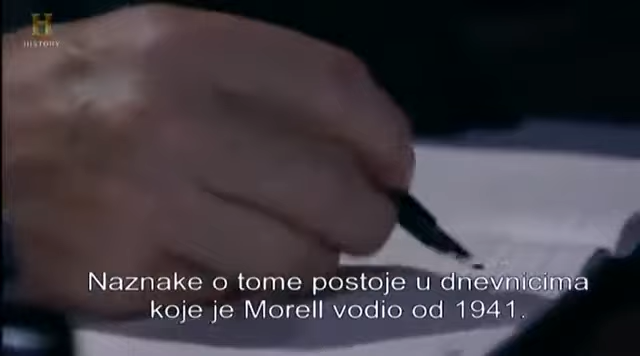 H
HISTORY
Naznake o tome postoje u dnevnicima
koje je Morell vodio od 1941.